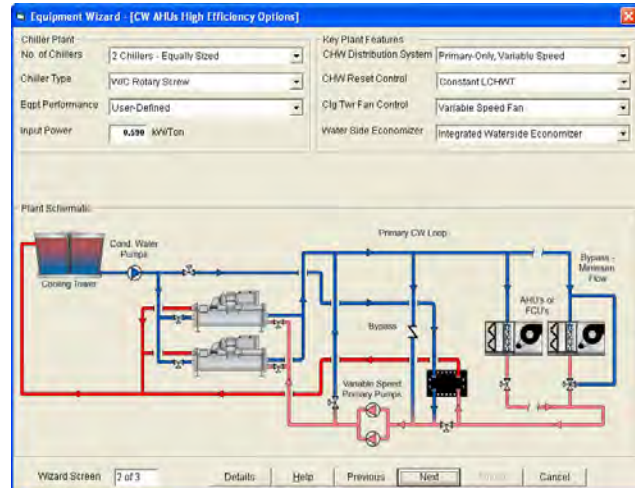 Equipment Wizard - [CW AHUs High Efficiency Options]
Chiller Plant
No. of Chillers 2 Chillers - Equally Sized
Chiller Type W/C Rotary Screw
Eqpt Performance User-Defined
Input Power 0.590 kW/Ton
Key Plant Features
CHW Distribution System Primary-Only, Variable Speed
CHW Reset Control Constant LCHWT
Clg Twr Fan Control Variable Speed Fan
Water Side Economizer Integrated Waterside Economizer
Plant Schematic
Cooling Tower
Cond. Water
Pumps
Primary CW Loop
Bypass -
Minimum
Flow
AHU's or
FCU's
Bypass
Variable Speed
Primary Pumps
Wizard Screen 2 of 3 Details Help Previous Next Cancel